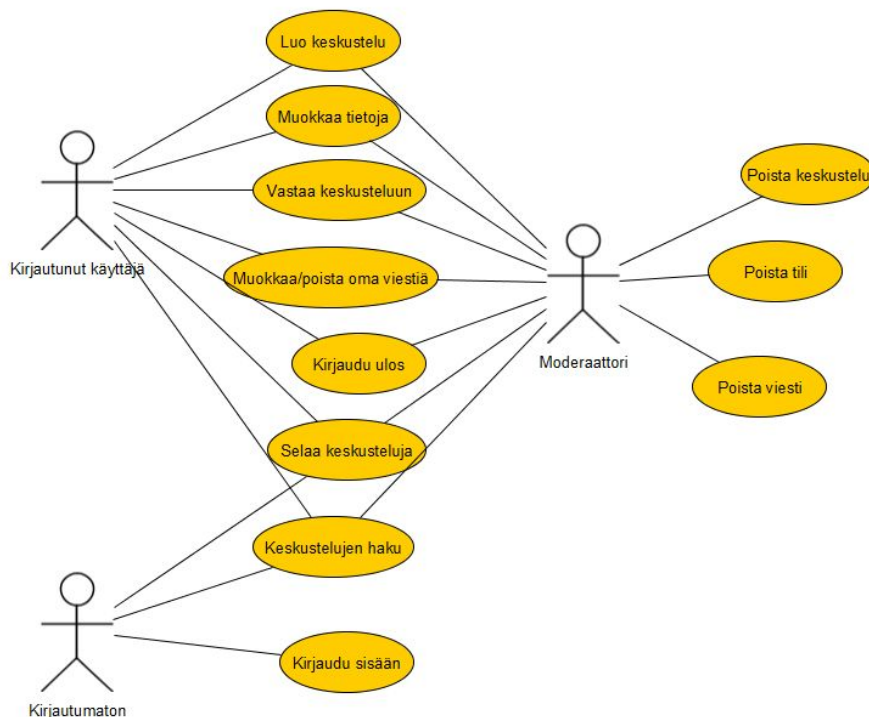 Luo keskustelu
Muokkaa tietoja
Vastaa keskusteluun
Poista keskustelu
Kirjautunut käyttäjä
Muokkaa/poista oma viestiä
Poista tili
Kirjaudu ulos
Moderaattori
Poista viesti
Selaa keskusteluja
Keskustelujen haku
Kirjaudu sisään
Kirjautumaton